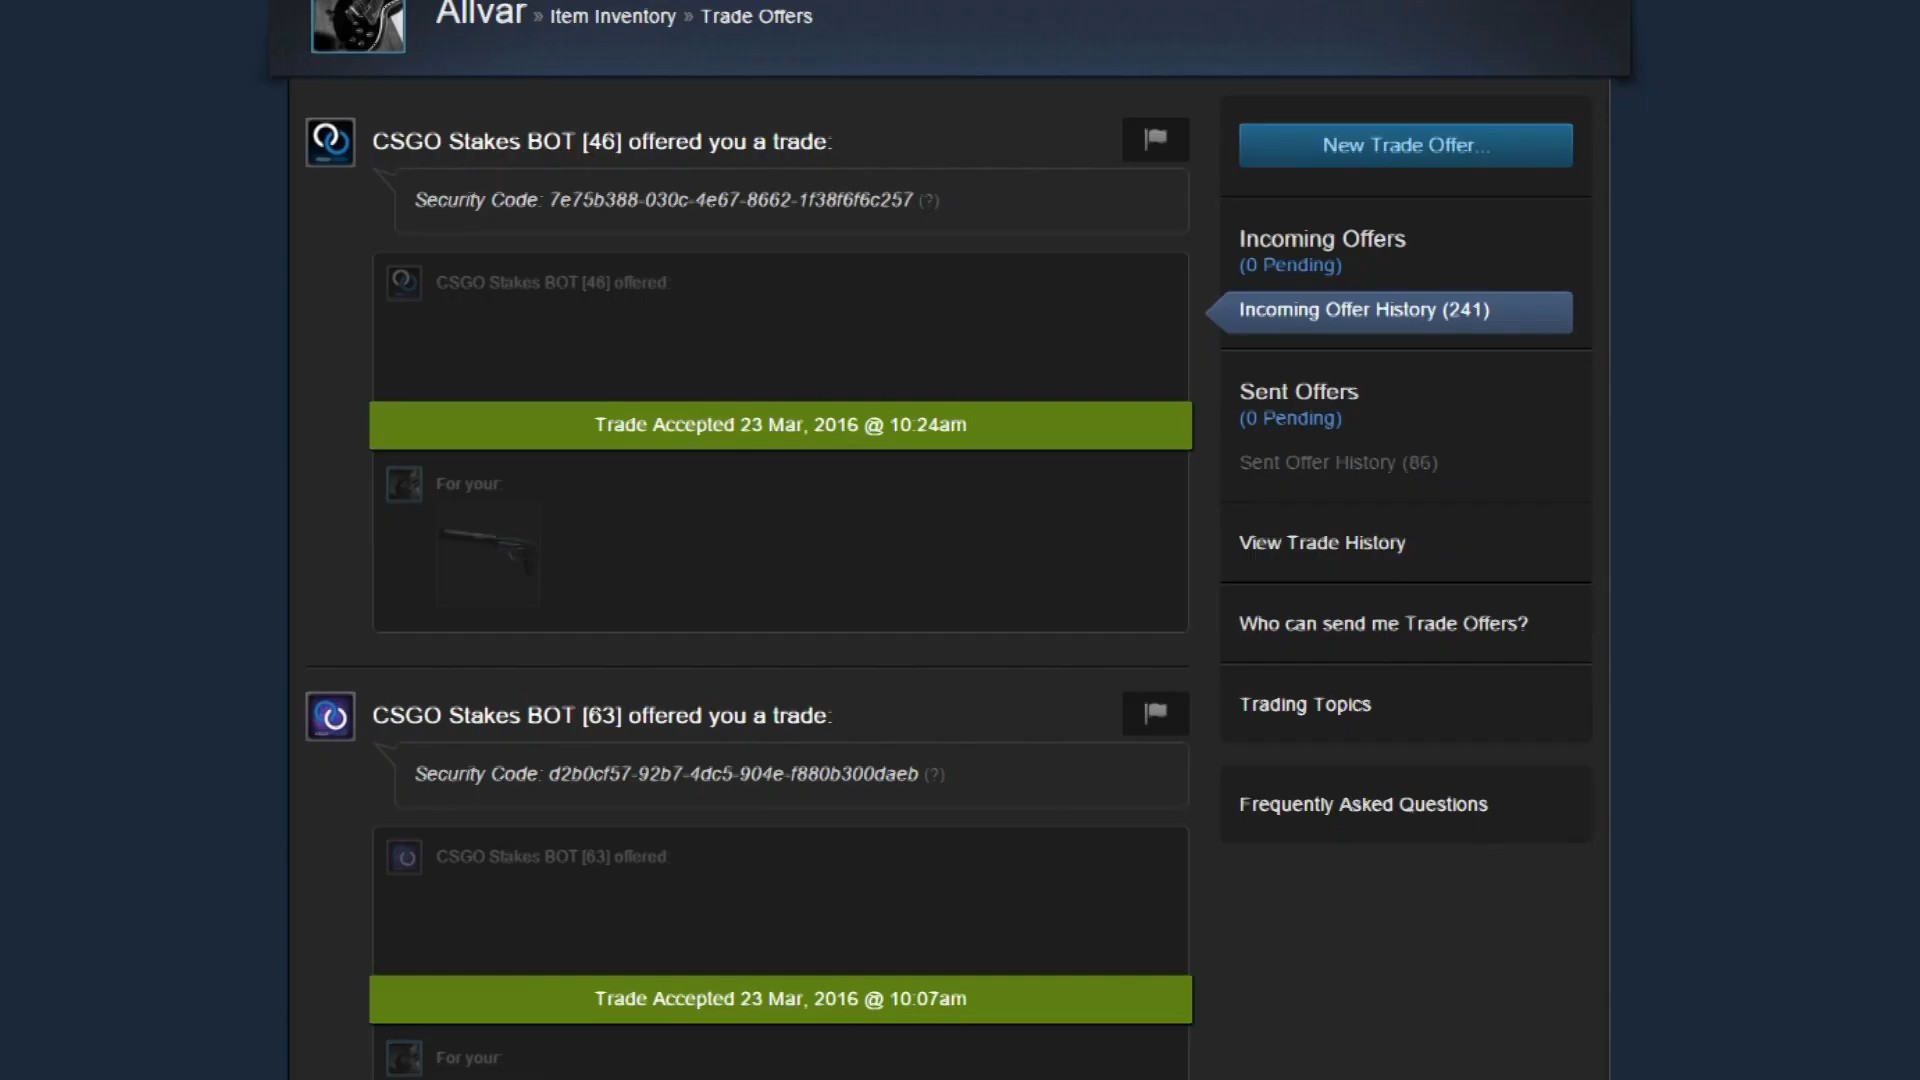 Allvar » Item Inventory » Trade Offers
CSGO Stakes BOT [46] offered you a trade:
Security Code: 7e75b388-030c-4e67-8662-1f38f6f6c257 (?)
CSGO Stakes BOT [46] offered:
Trade Accepted 23 Mar, 2016 @ 10:24am
For your:
CSGO Stakes BOT [63] offered you a trade:
Security Code: d2b0cf57-92b7-4dc5-904e-f880b300daeb (?)
CSGO Stakes BOT [63] offered:
Trade Accepted 23 Mar, 2016 @ 10:07am
For your:
New Trade Offer...
Incoming Offers
(0 Pending)
Incoming Offer History (241)
Sent Offers
(0 Pending)
Sent Offer History (86)
View Trade History
Who can send me Trade Offers?
Trading Topics
Frequently Asked Questions